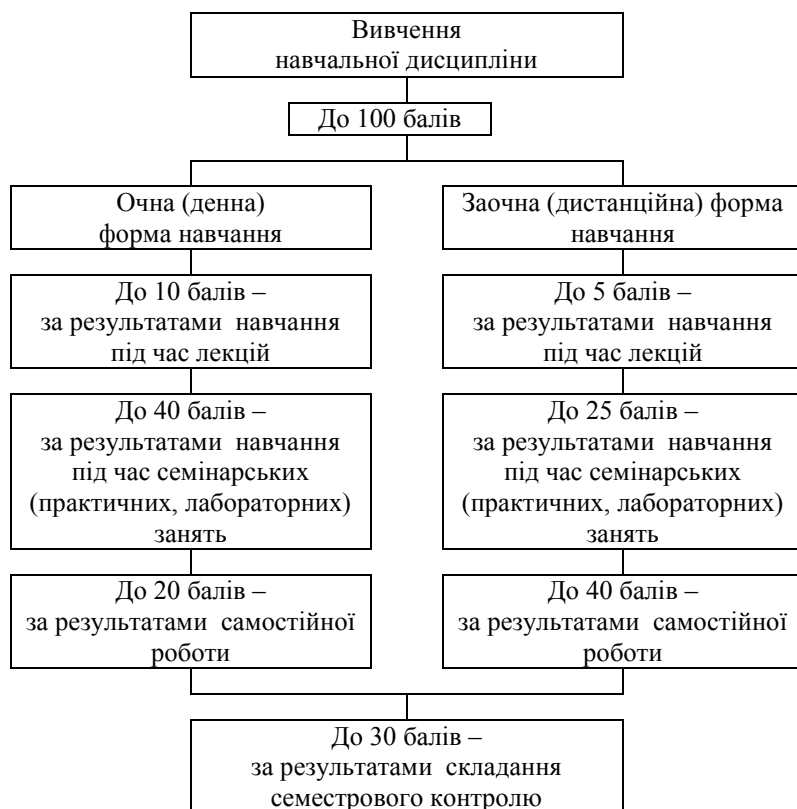 Вивчення
навчальної дисципліни
До 100 балів
Очна (денна)
форма навчання
Заочна (дистанційна) форма
навчання
До 10 балів –
за результатами навчання
під час лекцій
До 5 балів –
за результатами навчання
під час лекцій
До 40 балів –
за результатами навчання
під час семінарських
(практичних, лабораторних)
занять
До 25 балів –
за результатами навчання
під час семінарських
(практичних, лабораторних)
занять
До 20 балів –
за результатами самостійної
роботи
До 40 балів –
за результатами самостійної
роботи
До 30 балів –
за результатами складання
семестрового контролю